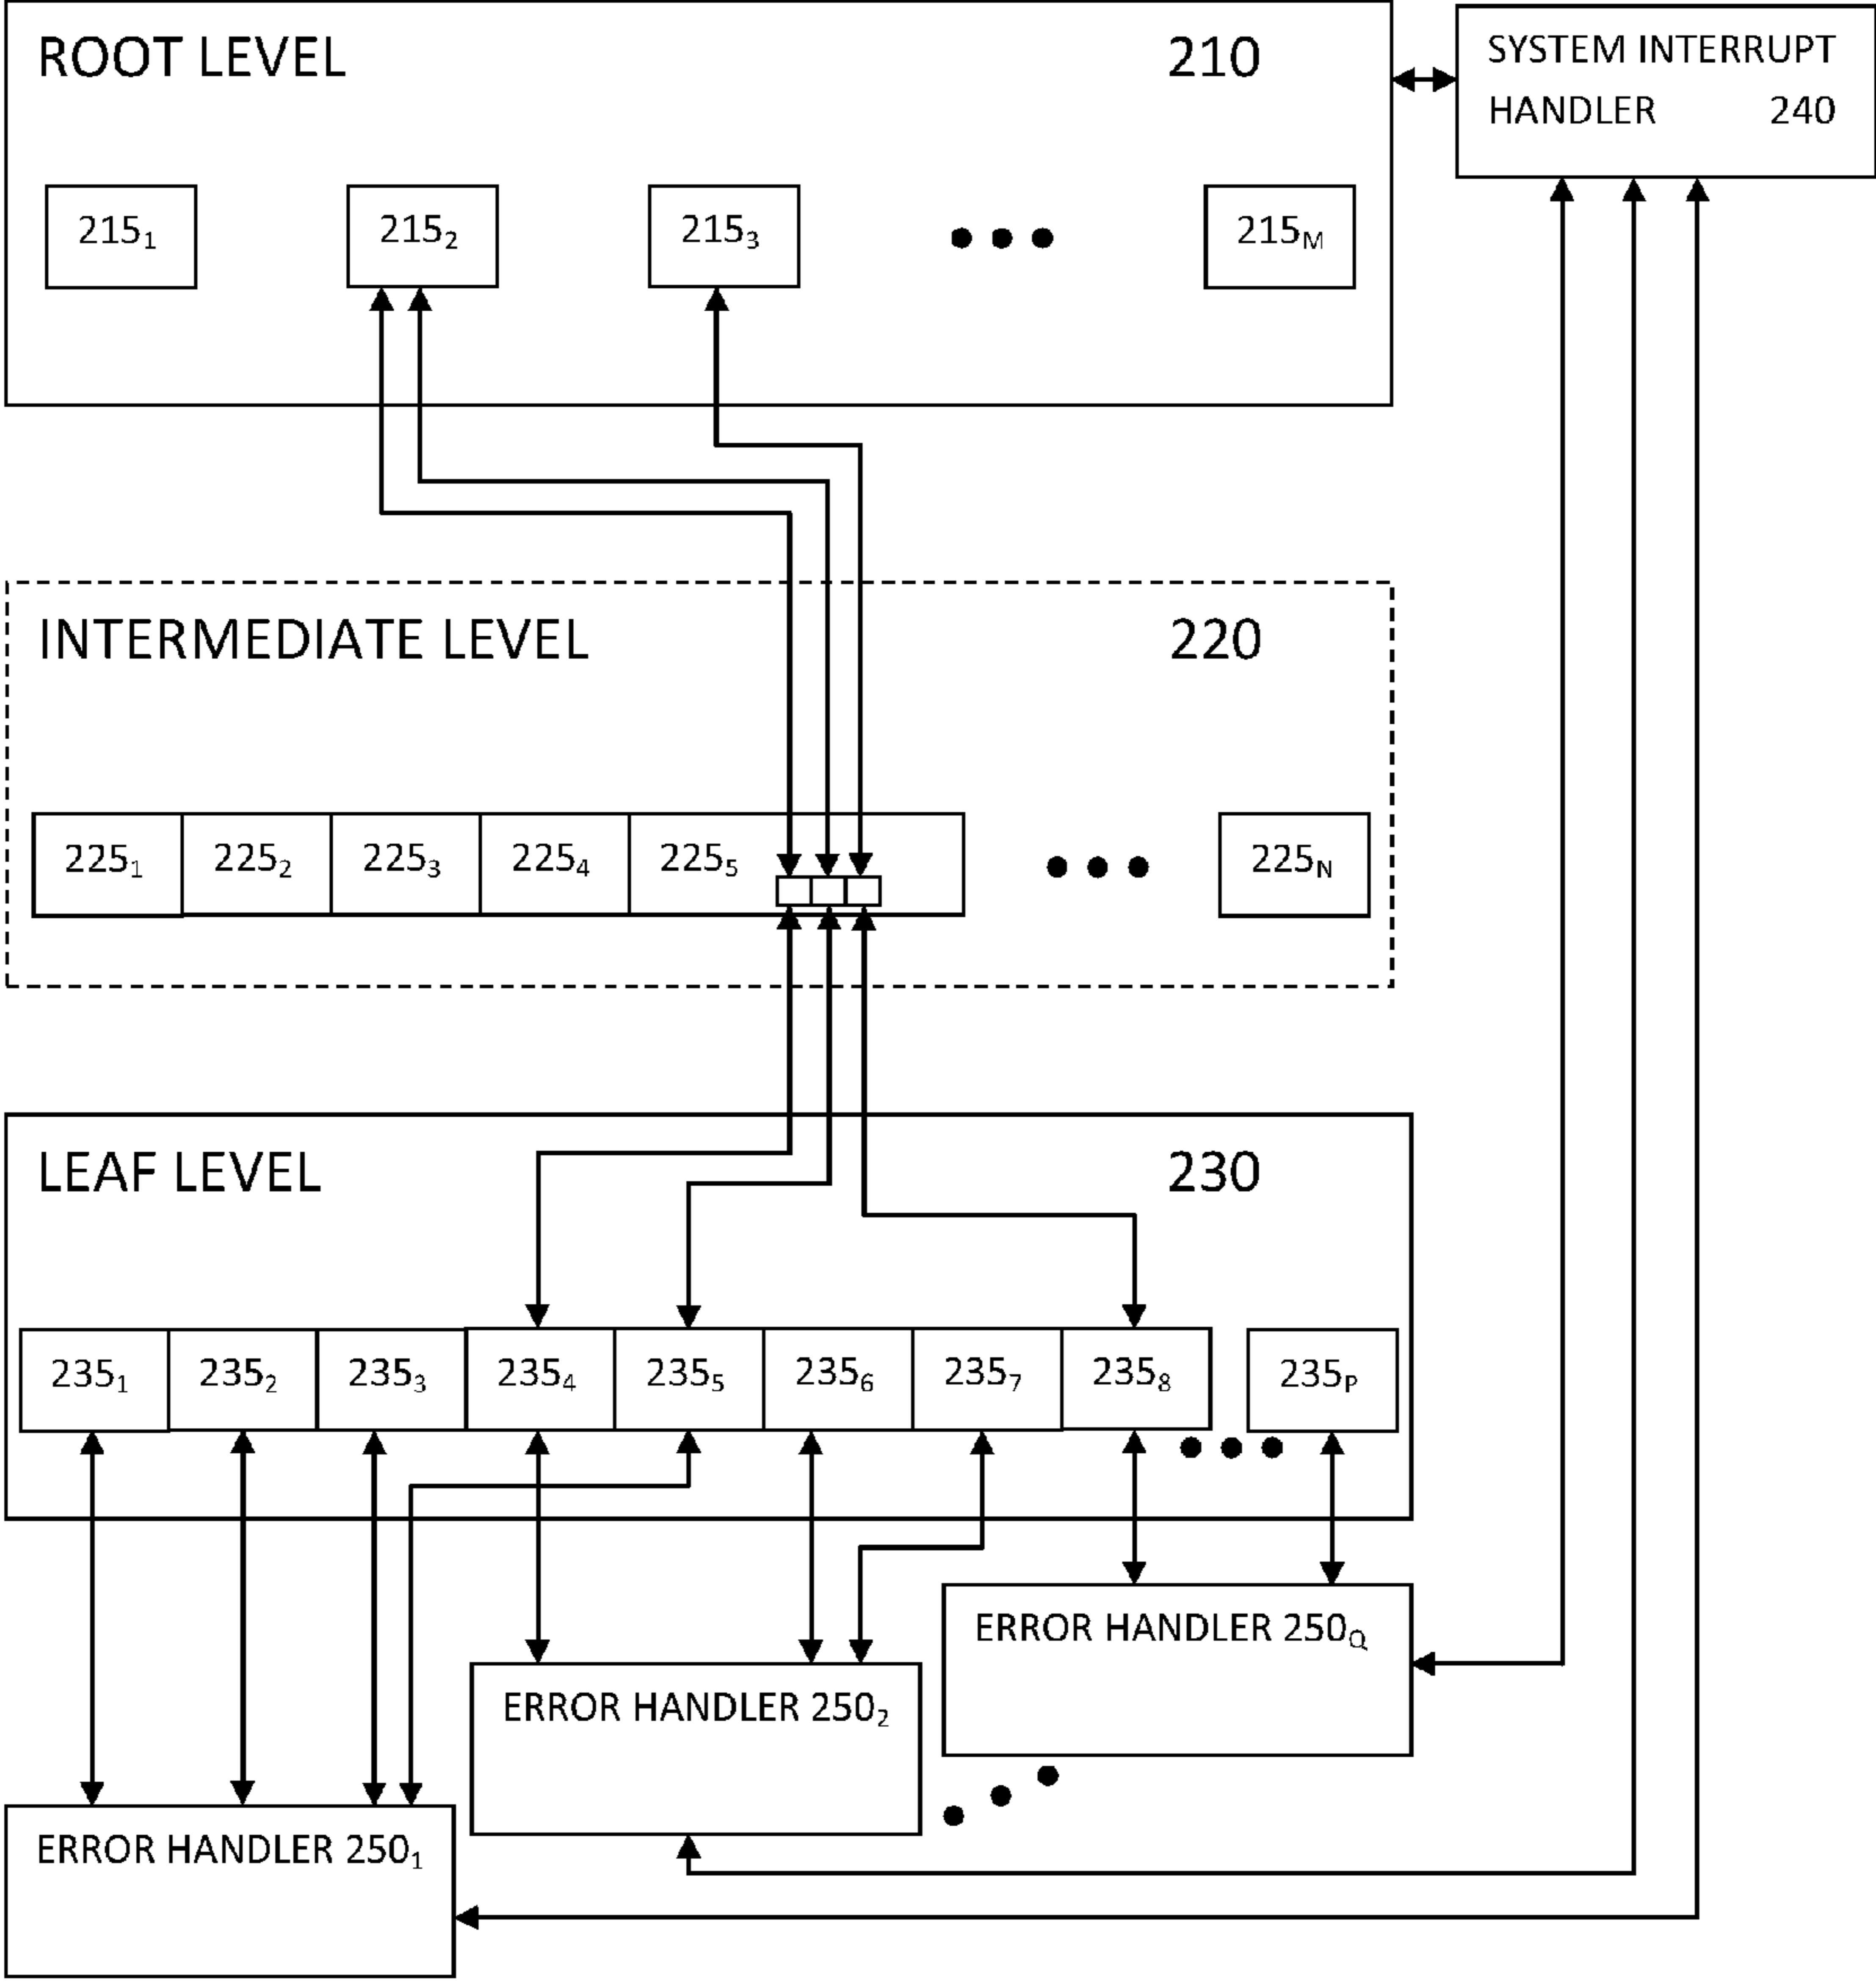 ROOT LEVEL 210
SYSTEM INTERRUPT
HANDLER 240
215₁ 215₂ 215₃ 215M
INTERMEDIATE LEVEL 220
225₁ 225₂ 225₃ 225₄ 225₅ 225N
LEAF LEVEL 230
235₁ 235₂ 235₃ 235₄ 235₅ 235₆ 235₇ 235₈ 235P
ERROR HANDLER 250Q
ERROR HANDLER 250₂
ERROR HANDLER 250₁